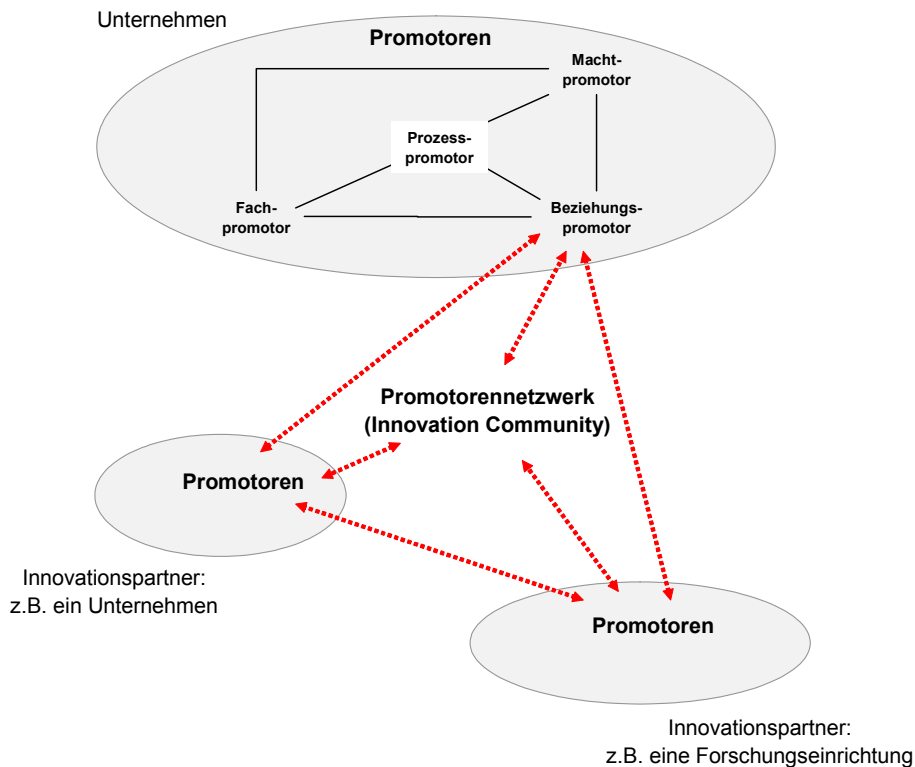 Unternehmen
Promotoren
Macht-
promotor
Prozess-
promotor
Fach-
promotor
Beziehungs-
promotor
Promotorennetzwerk
(Innovation Community)
Promotoren
Innovationspartner:
z.B. ein Unternehmen
Promotoren
Innovationspartner:
z.B. eine Forschungseinrichtung